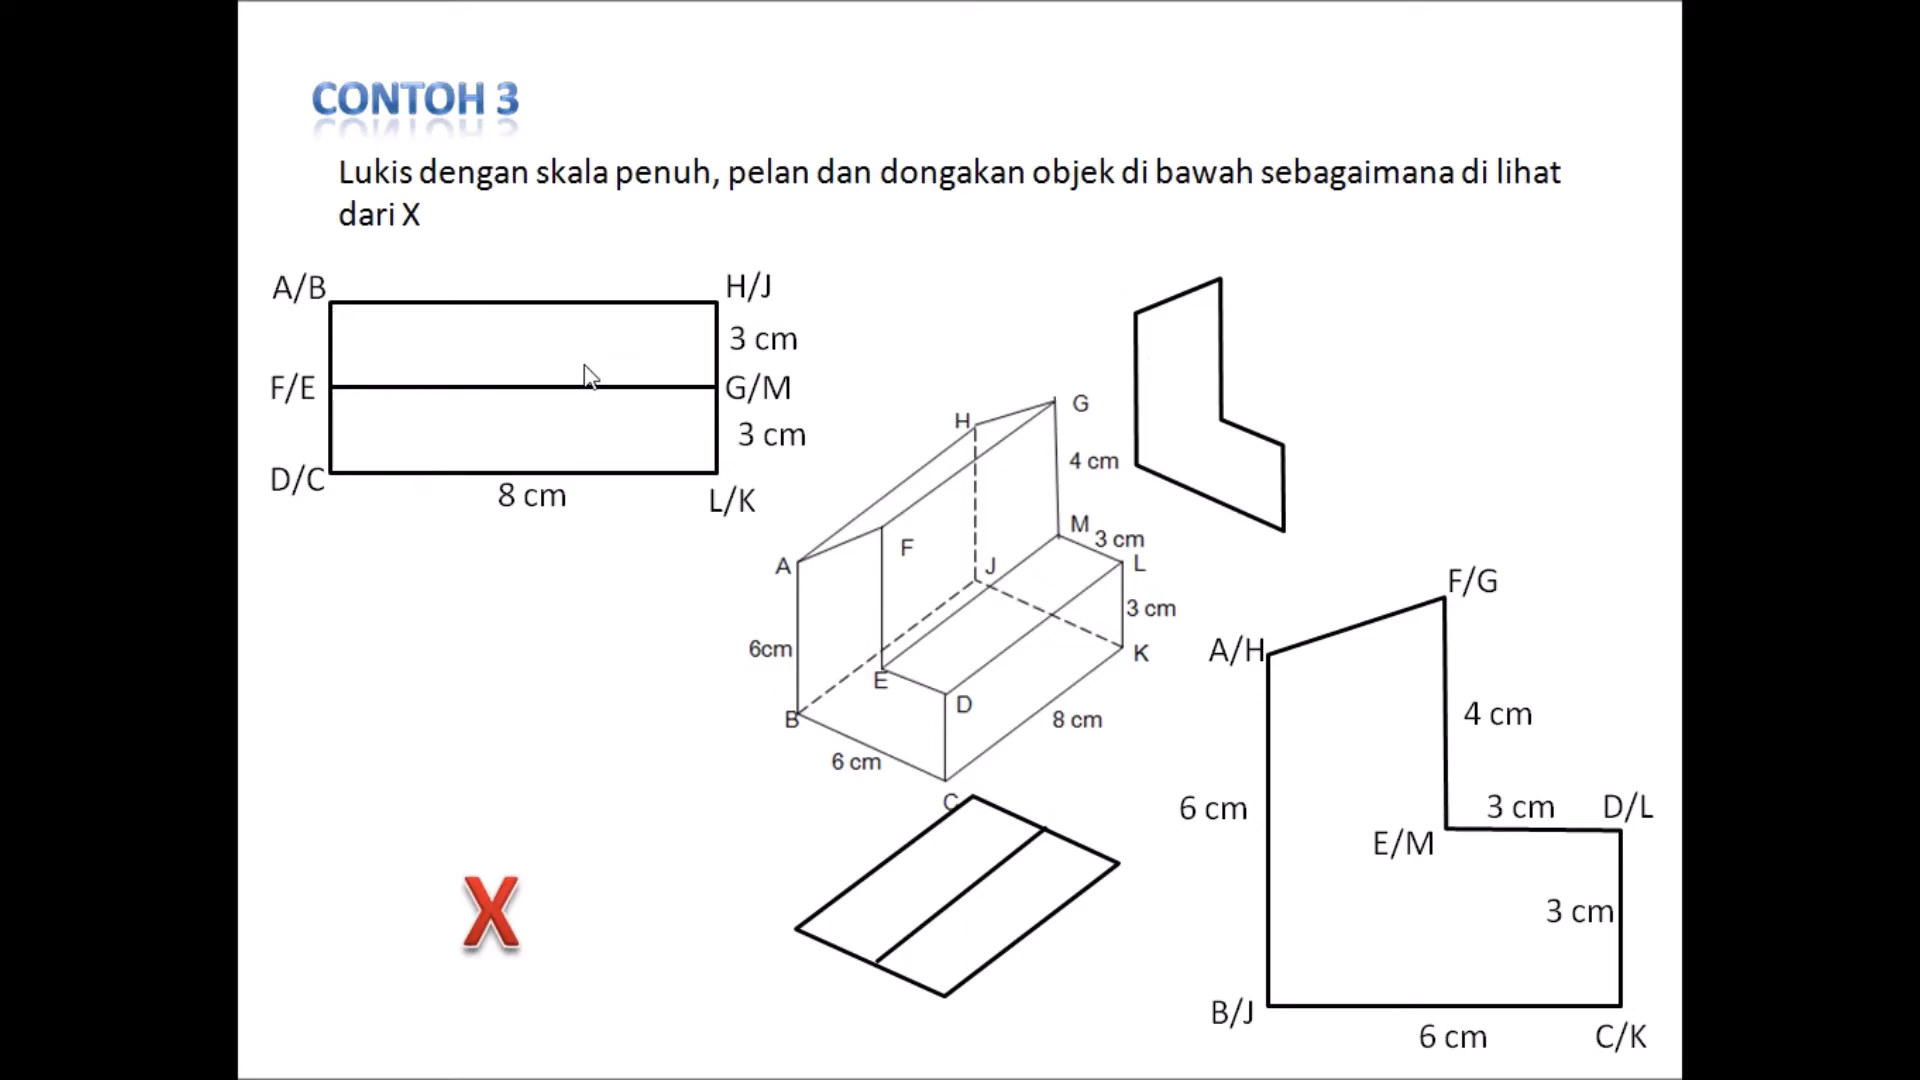 CONTOH 3
Lukis dengan skala penuh, pelan dan dongakan objek di bawah sebagaimana di lihat
dari X
A/B
H/J
3 cm
F/E
G/M
3 cm
D/C
8 cm
L/K
H
G
4 cm
A
F
M
3 cm
L
J
3 cm
6cm
E
K
D
B
8 cm
6 cm
C
X
F/G
A/H
4 cm
6 cm
3 cm
D/L
E/M
3 cm
B/J
6 cm
C/K